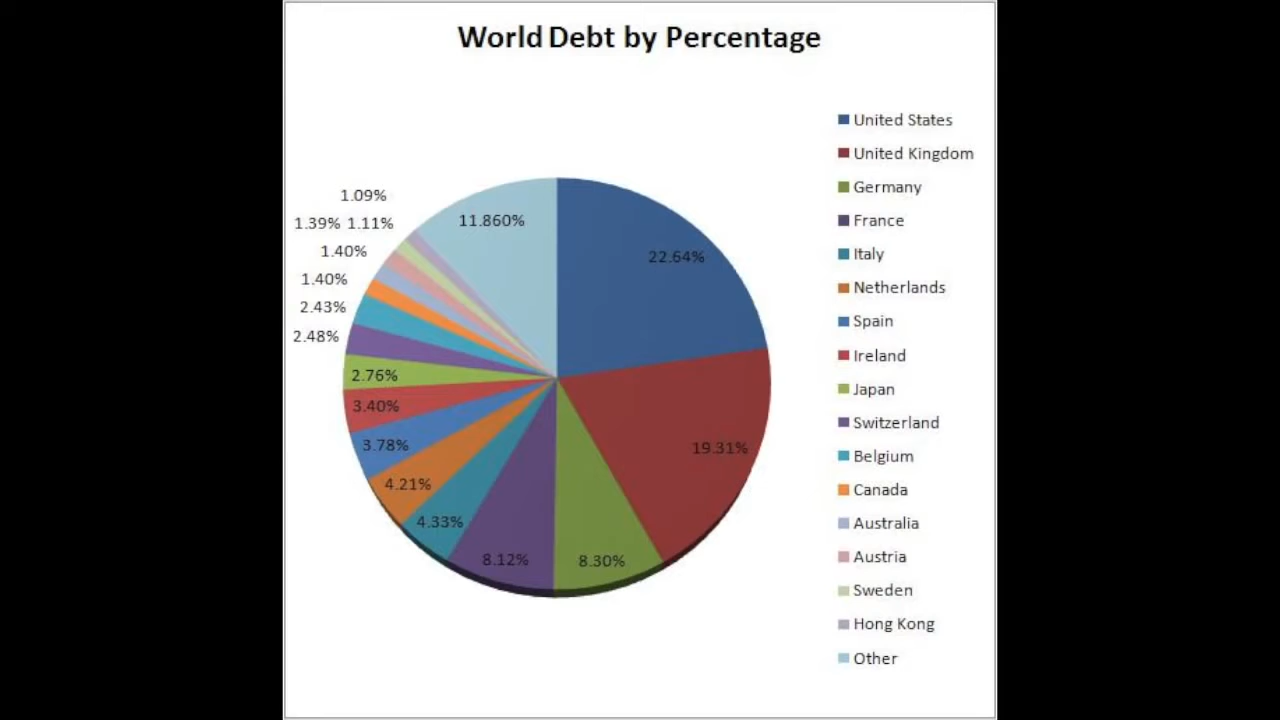 World Debt by Percentage
United States
United Kingdom
Germany
France
Italy
Netherlands
Spain
Ireland
Japan
Switzerland
Belgium
Canada
Australia
Austria
Sweden
Hong Kong
Other
22.64%
19.31%
8.30%
8.12%
4.33%
4.21%
3.78%
3.40%
2.76%
2.48%
2.43%
1.40%
1.40%
1.39% 1.11%
1.09%
11.860%